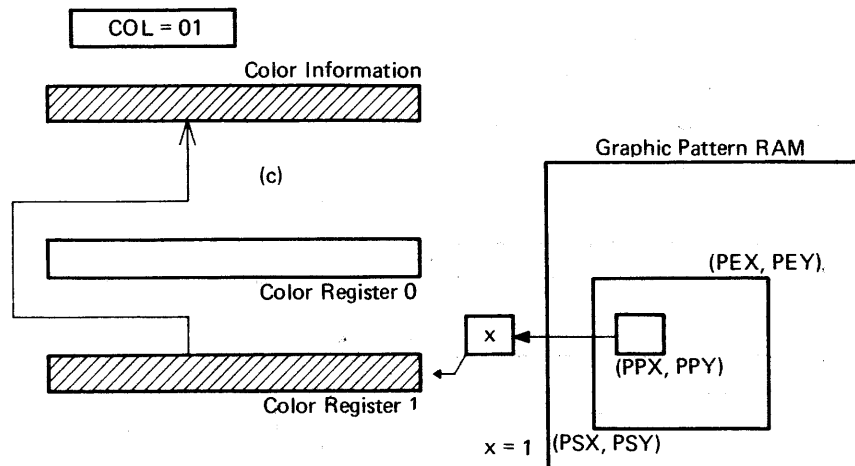 COL = 01
Color Information
Graphic Pattern RAM
(c)
(PEX, PEY)
Color Register 0
x
(PPX, PPY)
Color Register 1
x = 1
(PSX, PSY)